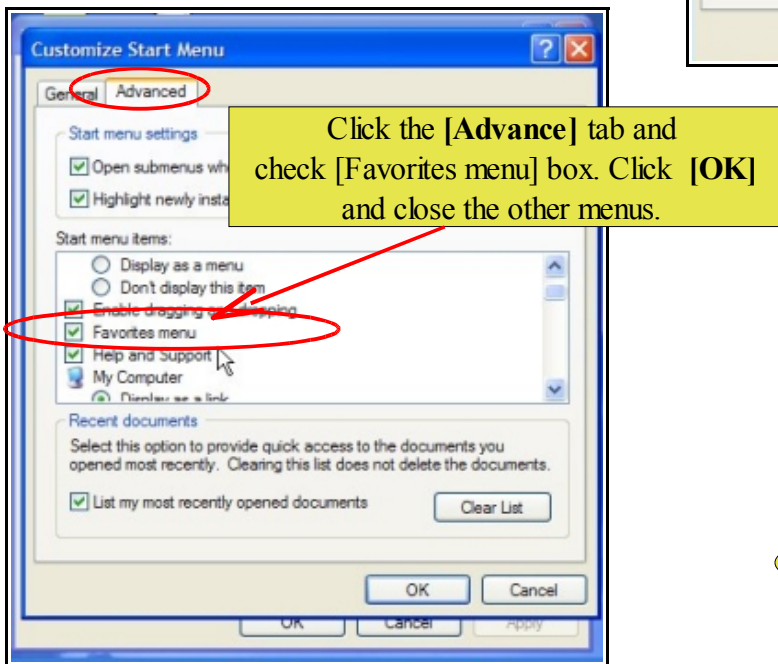 Customize Start Menu
General Advanced
Start menu settings
Open submenus
Highlight newly
Click the [Advance] tab and
check [Favorites menu] box. Click [OK]
and close the other menus.
Start menu items:
Display as a menu
Don't display this item
Enable dragging and dropping
Favorites menu
Help and Support
My Computer
Display as a link
Recent documents
Select this option to provide quick access to the documents you
opened most recently. Clearing this list does not delete the documents.
List my most recently opened documents
Clear List
OK Cancel
OK Cancel Apply